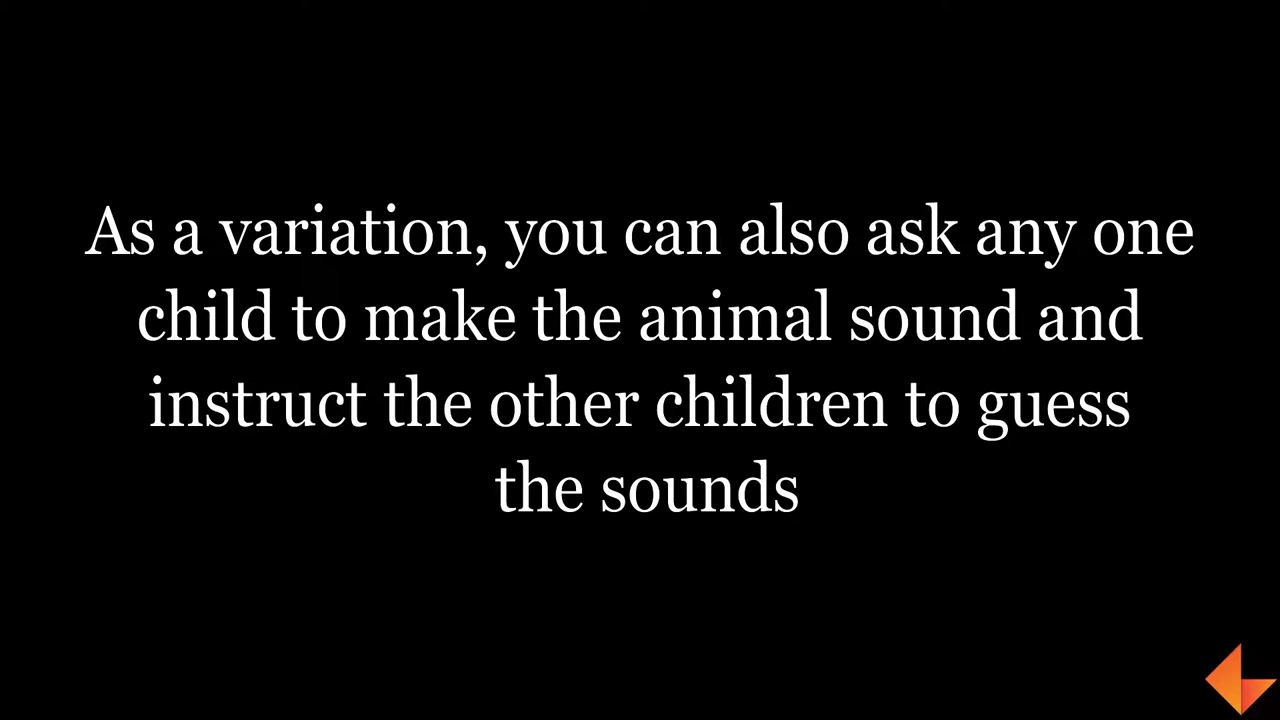 As a variation, you can also ask any one
child to make the animal sound and
instruct the other children to guess
the sounds